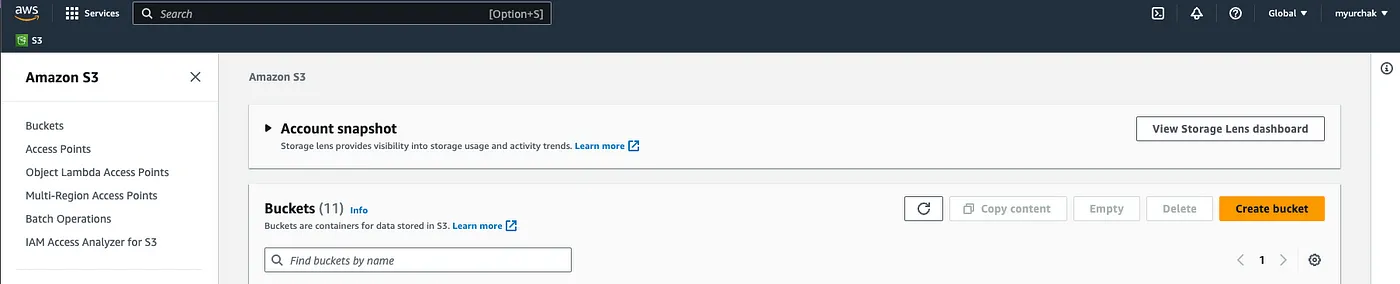 aws Services Search [Option+S] Global myurchak
S3
Amazon S3
Buckets
Access Points
Object Lambda Access Points
Multi-Region Access Points
Batch Operations
IAM Access Analyzer for S3
Amazon S3
Account snapshot View Storage Lens dashboard
Storage lens provides visibility into storage usage and activity trends. Learn more
Buckets (11) Info Copy content Empty Delete Create bucket
Buckets are containers for data stored in S3. Learn more
Find buckets by name 1